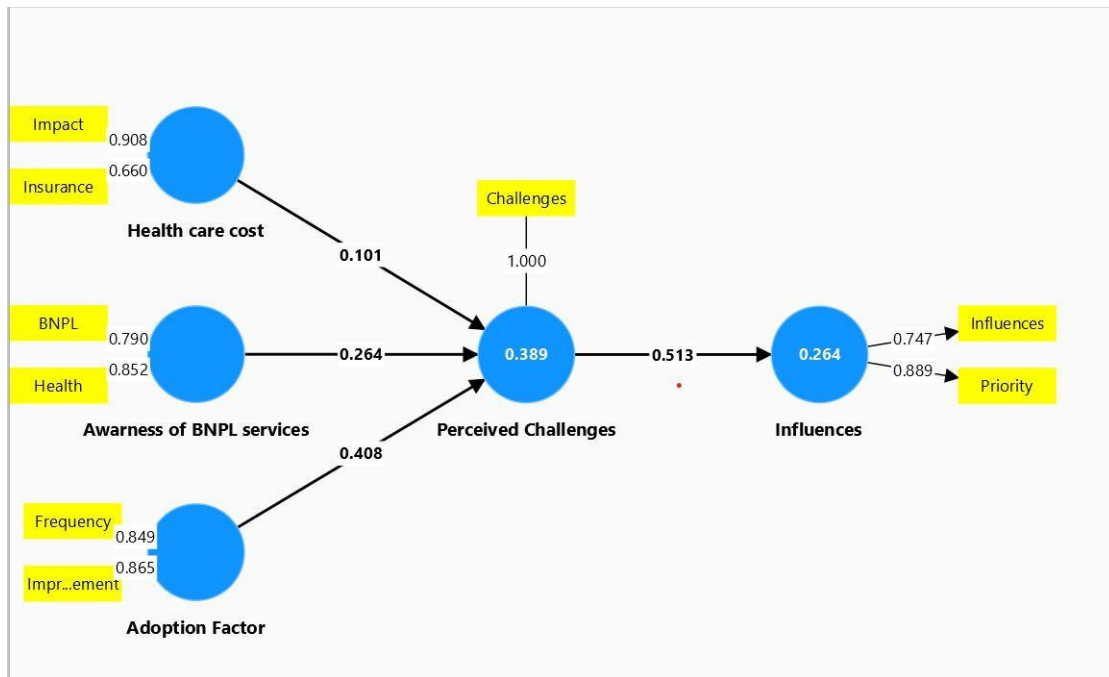 Impact
0.908
0.660
Insurance
Health care cost
0.101
Challenges
1.000
BNPL
0.790
0.852
Health
Awarness of BNPL services
0.264
0.389
Perceived Challenges
0.513
0.264
Influences
0.747
0.889
Influences
Priority
0.408
Frequency
0.849
0.865
Impr...ement
Adoption Factor